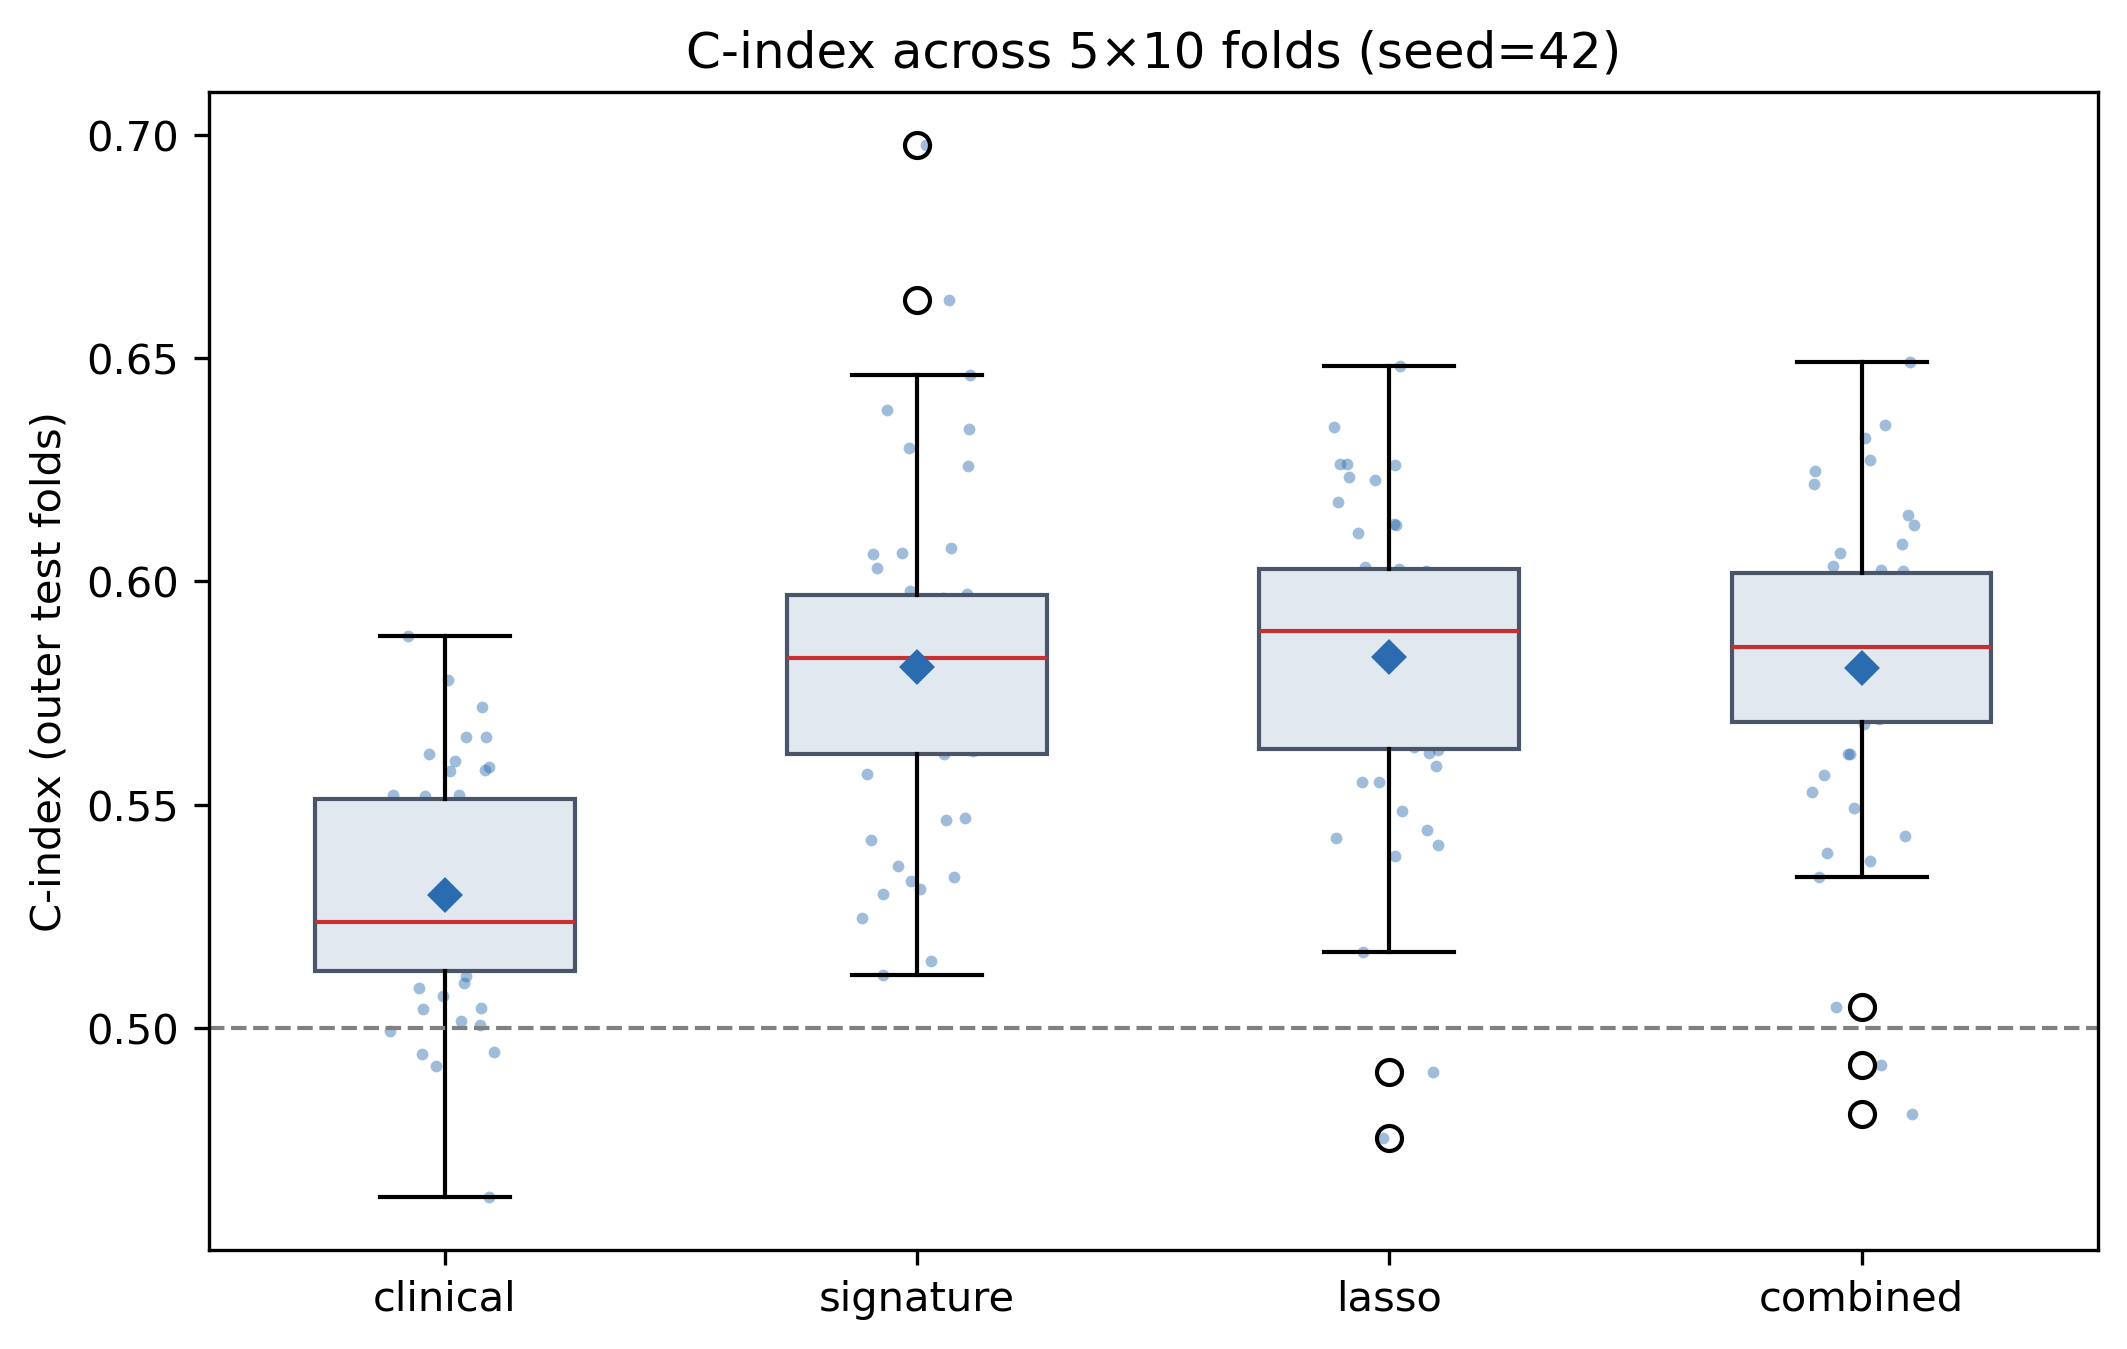 C-index across 5×10 folds (seed=42)
C-index (outer test folds)
0.70
0.65
0.60
0.55
0.50
clinical
signature
lasso
combined